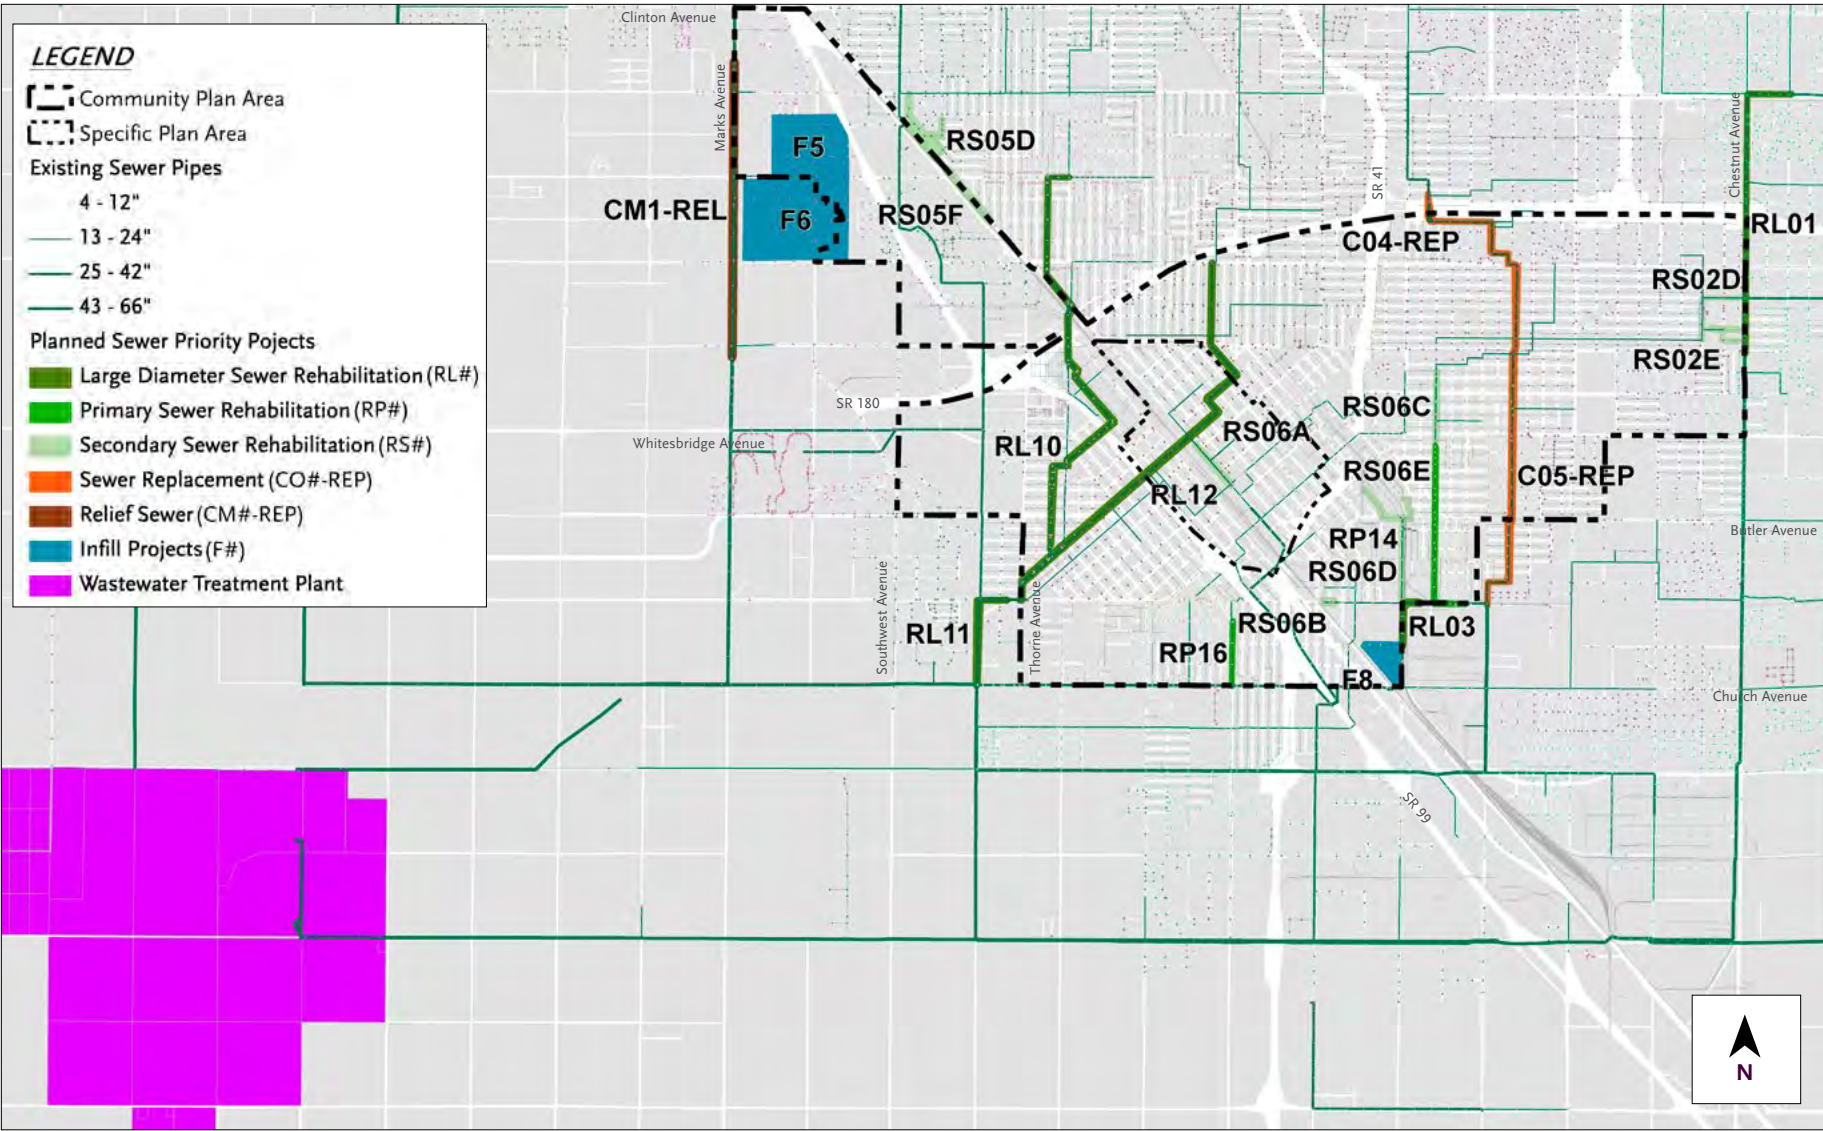 LEGEND
Community Plan Area
Specific Plan Area
Existing Sewer Pipes
4 - 12"
13 - 24"
25 - 42"
43 - 66"
Planned Sewer Priority Pojects
Large Diameter Sewer Rehabilitation (RL#)
Primary Sewer Rehabilitation (RP#)
Secondary Sewer Rehabilitation (RS#)
Sewer Replacement (CO#-REP)
Relief Sewer (CM#-REP)
Infill Projects (F#)
Wastewater Treatment Plant
Clinton Avenue
Marks Avenue
Chestnut Avenue
F5
RS05D
SR 41
CM1-REL
F6
RS05F
C04-REP
RL01
RS02D
RS02E
SR 180
RS06C
Whitesbridge Avenue
RL10
RS06A
RS06E
C05-REP
RL12
Butler Avenue
RP14
RS06D
Southwest Avenue
Thorne Avenue
RL11
RS06B
RL03
RP16
F8
Church Avenue
SR 99
N